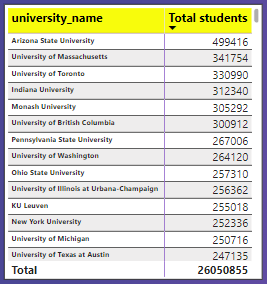 university_name Total students
Arizona State University 499416
University of Massachusetts 341754
University of Toronto 330990
Indiana University 312340
Monash University 305292
University of British Columbia 300912
Pennsylvania State University 267006
University of Washington 264120
Ohio State University 257310
University of Illinois at Urbana-Champaign 256362
KU Leuven 255018
New York University 252336
University of Michigan 250716
University of Texas at Austin 247135
Total 26050855